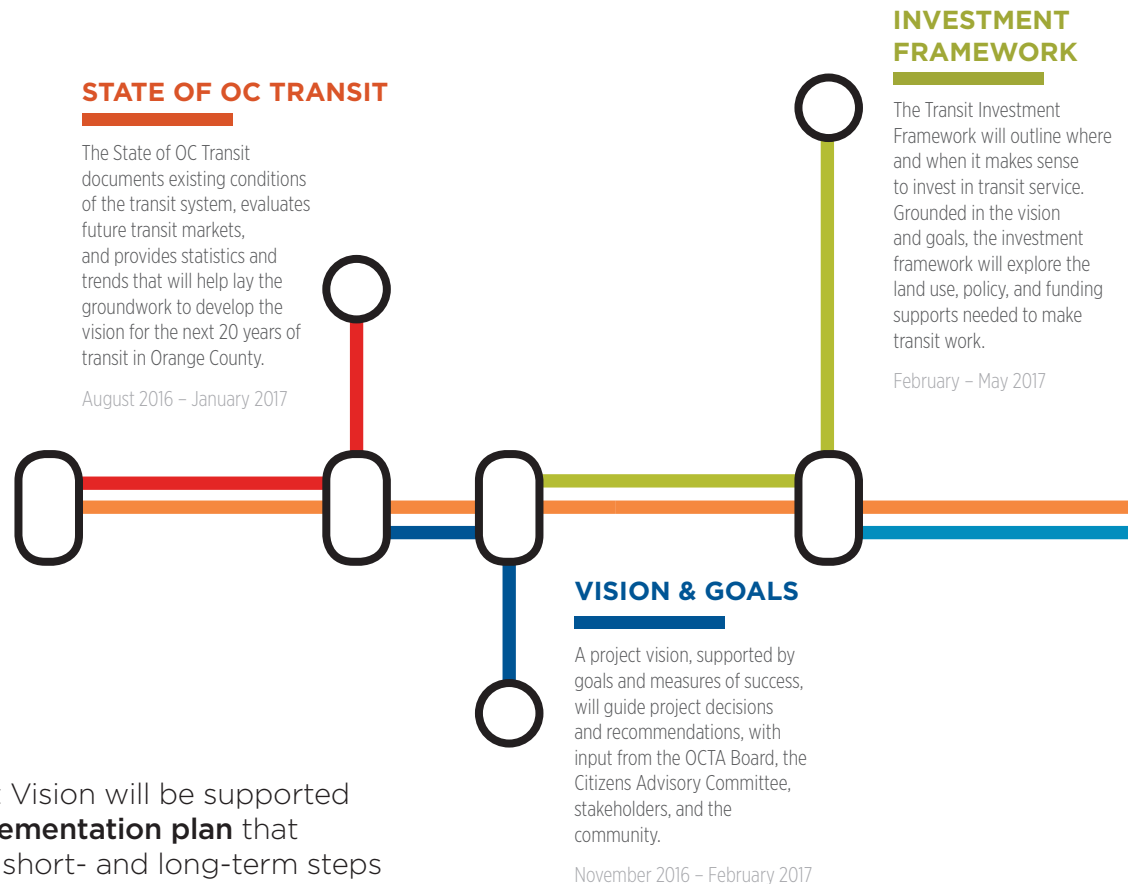 STATE OF OC TRANSIT
The State of OC Transit
documents existing conditions
of the transit system, evaluates
future transit markets,
and provides statistics and
trends that will help lay the
groundwork to develop the
vision for the next 20 years of
transit in Orange County.
August 2016 – January 2017
INVESTMENT
FRAMEWORK
The Transit Investment
Framework will outline where
and when it makes sense
to invest in transit service.
Grounded in the vision
and goals, the investment
framework will explore the
land use, policy, and funding
supports needed to make
transit work.
February – May 2017
VISION & GOALS
A project vision, supported by
goals and measures of success,
will guide project decisions
and recommendations, with
input from the OCTA Board, the
Citizens Advisory Committee,
stakeholders, and the
community.
November 2016 – February 2017
Vision will be supported
ementation plan that
short- and long-term steps